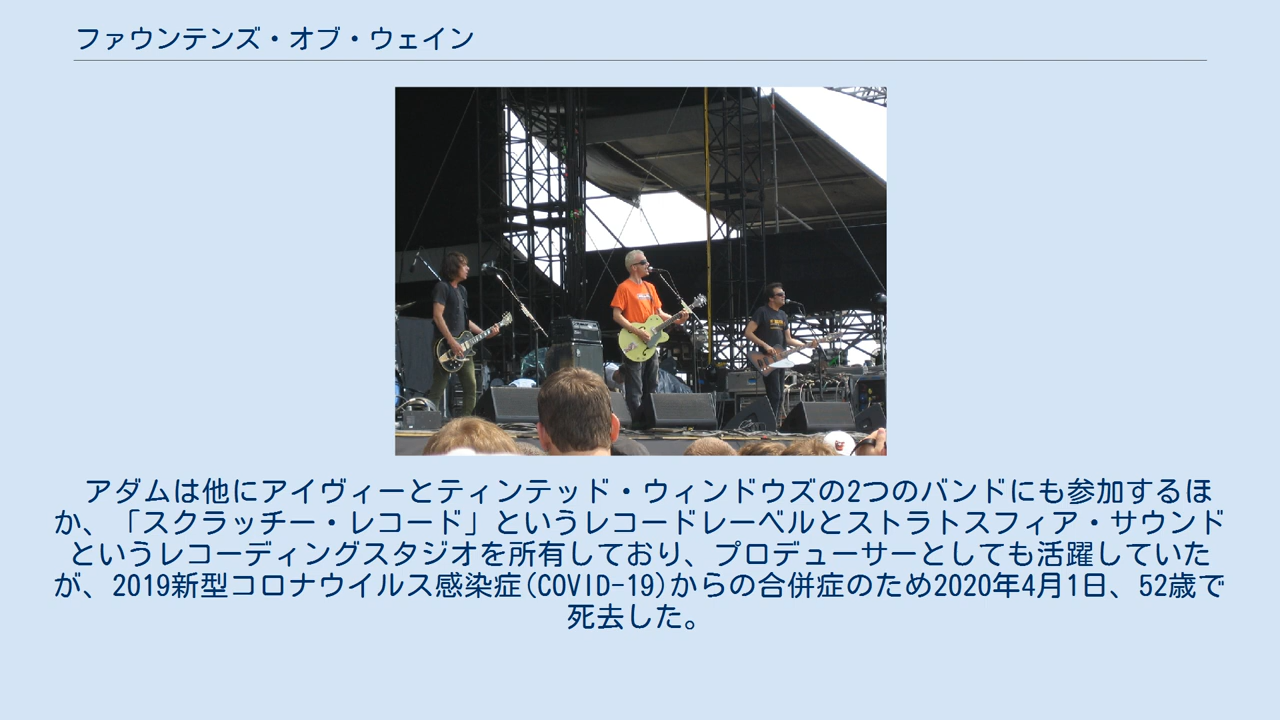 ファウンテンズ・オブ・ウェイン
アダムは他にアイヴィーとティンテッド・ウィンドウズの2つのバンドにも参加するほ
か、「スクラッチー・レコード」というレコードレーベルとストラトスフィア・サウンド
というレコーディングスタジオを所有しており、プロデューサーとしても活躍していた
が、2019新型コロナウイルス感染症(COVID-19)からの合併症のため2020年4月1日、52歳で
死去した。